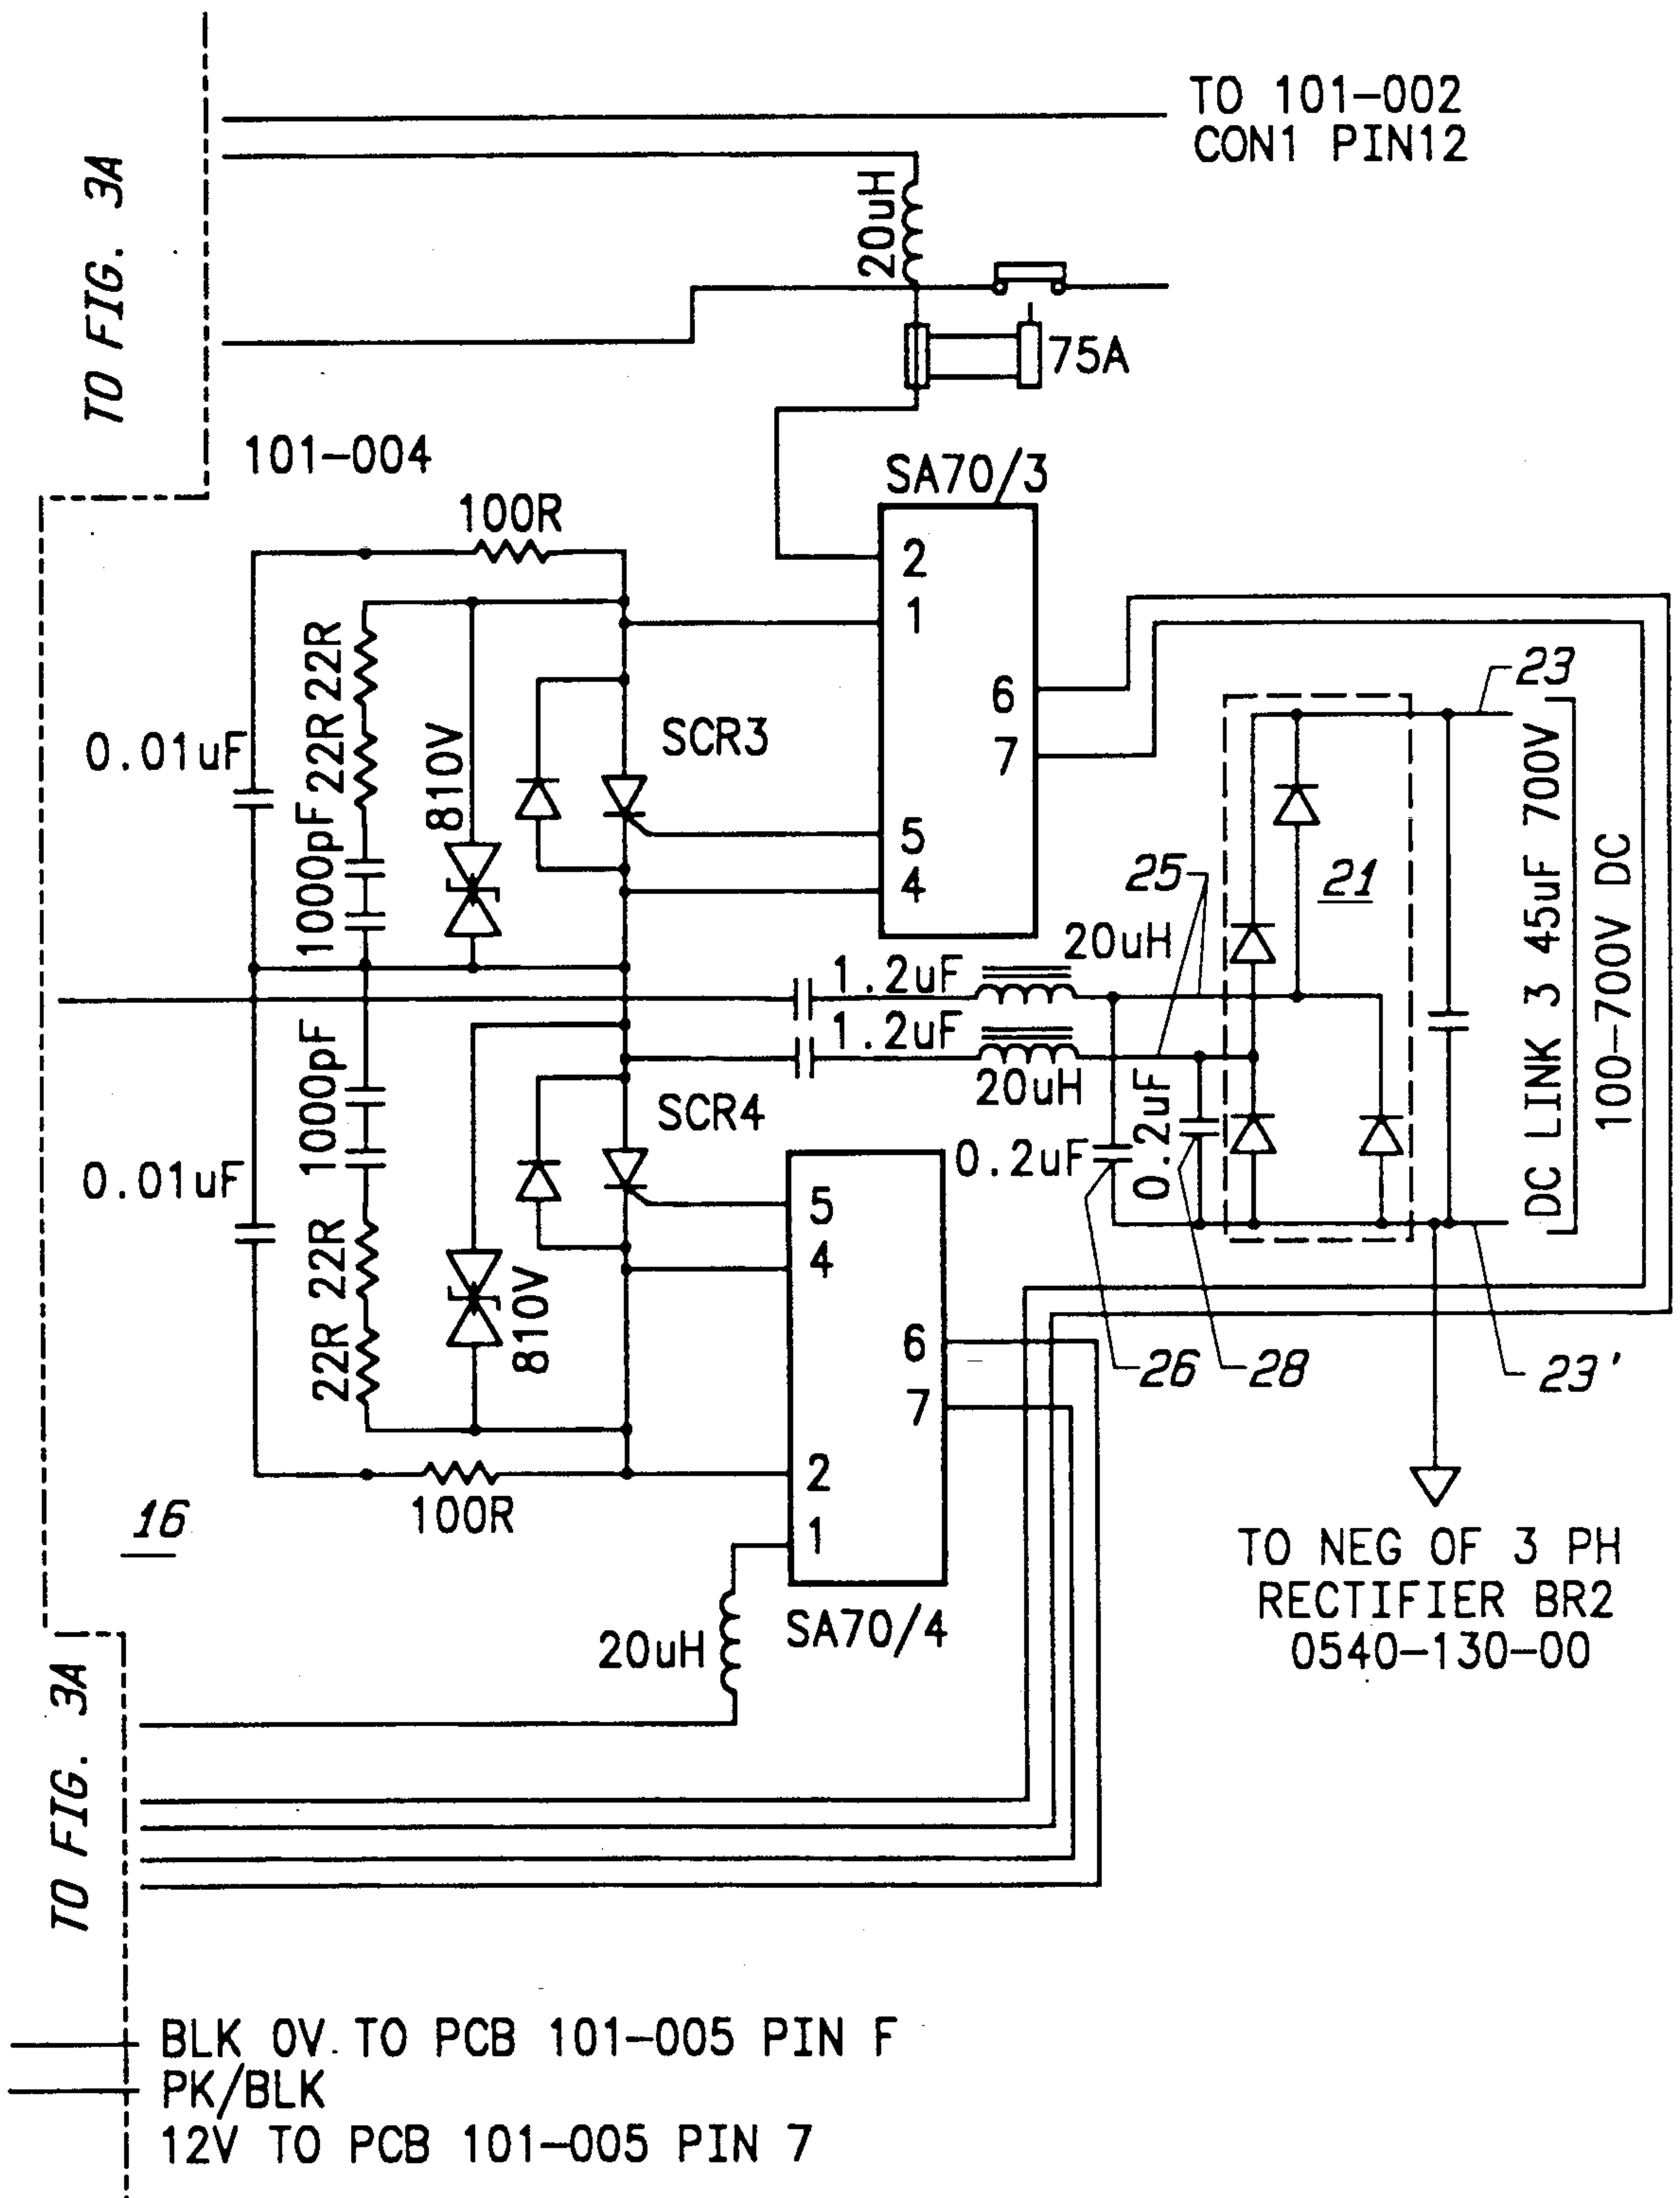 TO 101-002
CON1 PIN12
TO FIG. 3A
20uH
75A
101-004
SA70/3
100R
2
1
22R
22R
0.01uF
810V
SCR3
6
7
23
1000pF
5
4
25
21
20uH
1.2uF
1.2uF
20uH
DC LINK 3 45uF 700V
100-700V DC
1000pF
SCR4
0.2uF
0.2uF
0.01uF
5
4
22R
22R
810V
6
7
26
28
23'
2
1
100R
16
SA70/4
20uH
TO NEG OF 3 PH
RECTIFIER BR2
0540-130-00
TO FIG. 3A
BLK 0V TO PCB 101-005 PIN F
PK/BLK
12V TO PCB 101-005 PIN 7